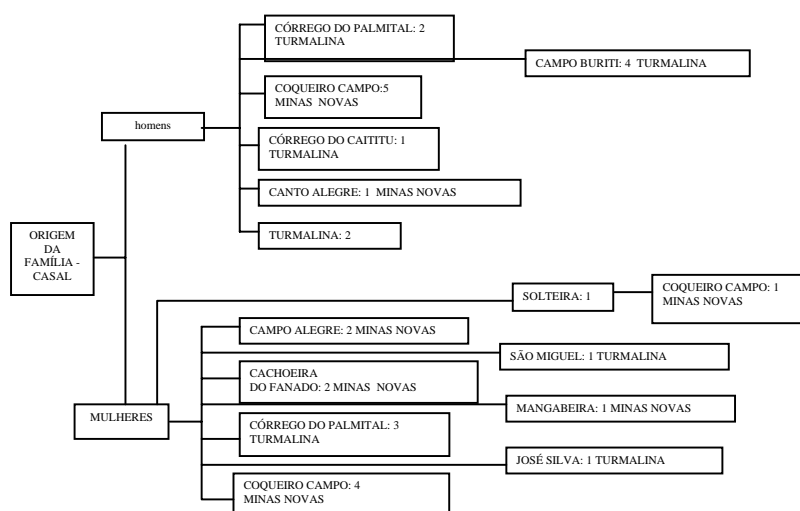 CÓRREGO DO PALMITAL: 2
TURMALINA
CAMPO BURITI: 4 TURMALINA
COQUEIRO CAMPO:5
MINAS NOVAS
homens
CÓRREGO DO CAITITU: 1
TURMALINA
CANTO ALEGRE: 1 MINAS NOVAS
TURMALINA: 2
ORIGEM
DA
FAMÍLIA -
CASAL
SOLTEIRA: 1
COQUEIRO CAMPO: 1
MINAS NOVAS
CAMPO ALEGRE: 2 MINAS NOVAS
SÃO MIGUEL: 1 TURMALINA
CACHOEIRA
DO FANADO: 2 MINAS NOVAS
MANGABEIRA: 1 MINAS NOVAS
MULHERES
CÓRREGO DO PALMITAL: 3
TURMALINA
JOSÉ SILVA: 1 TURMALINA
COQUEIRO CAMPO: 4
MINAS NOVAS